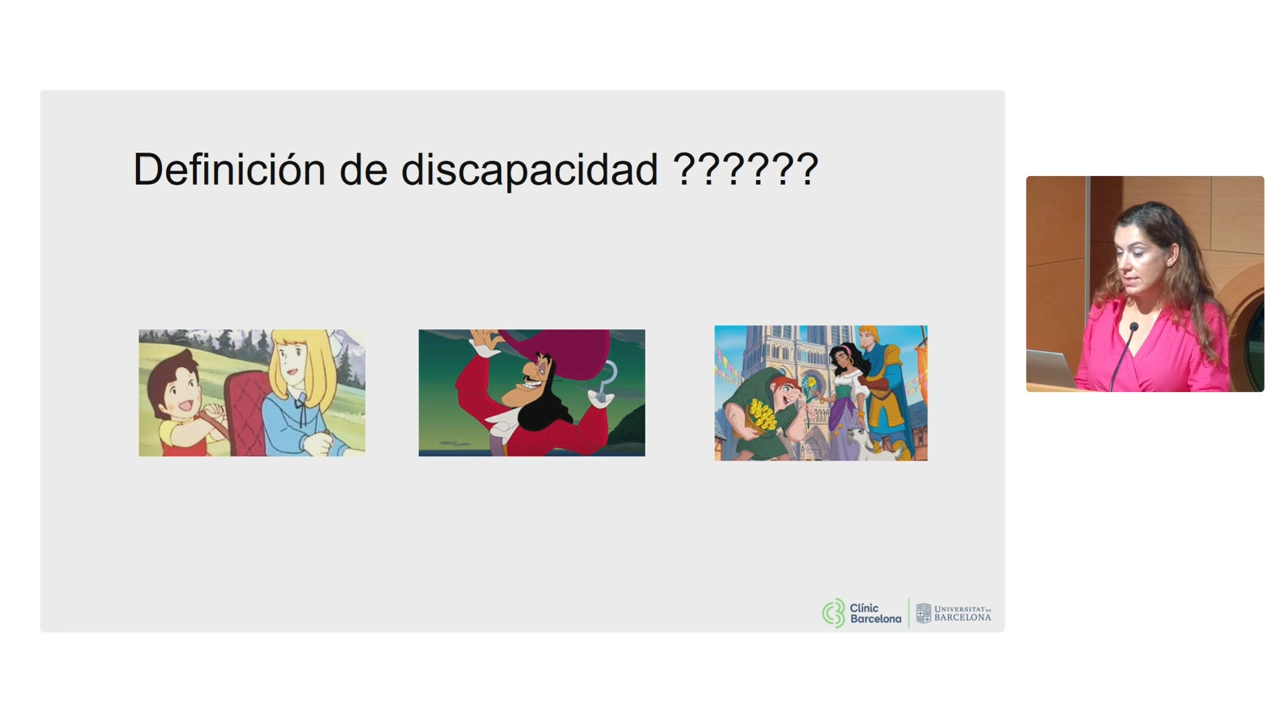 Definición de discapacidad ??????
Clínic
Barcelona
UNIVERSITAT DE
BARCELONA